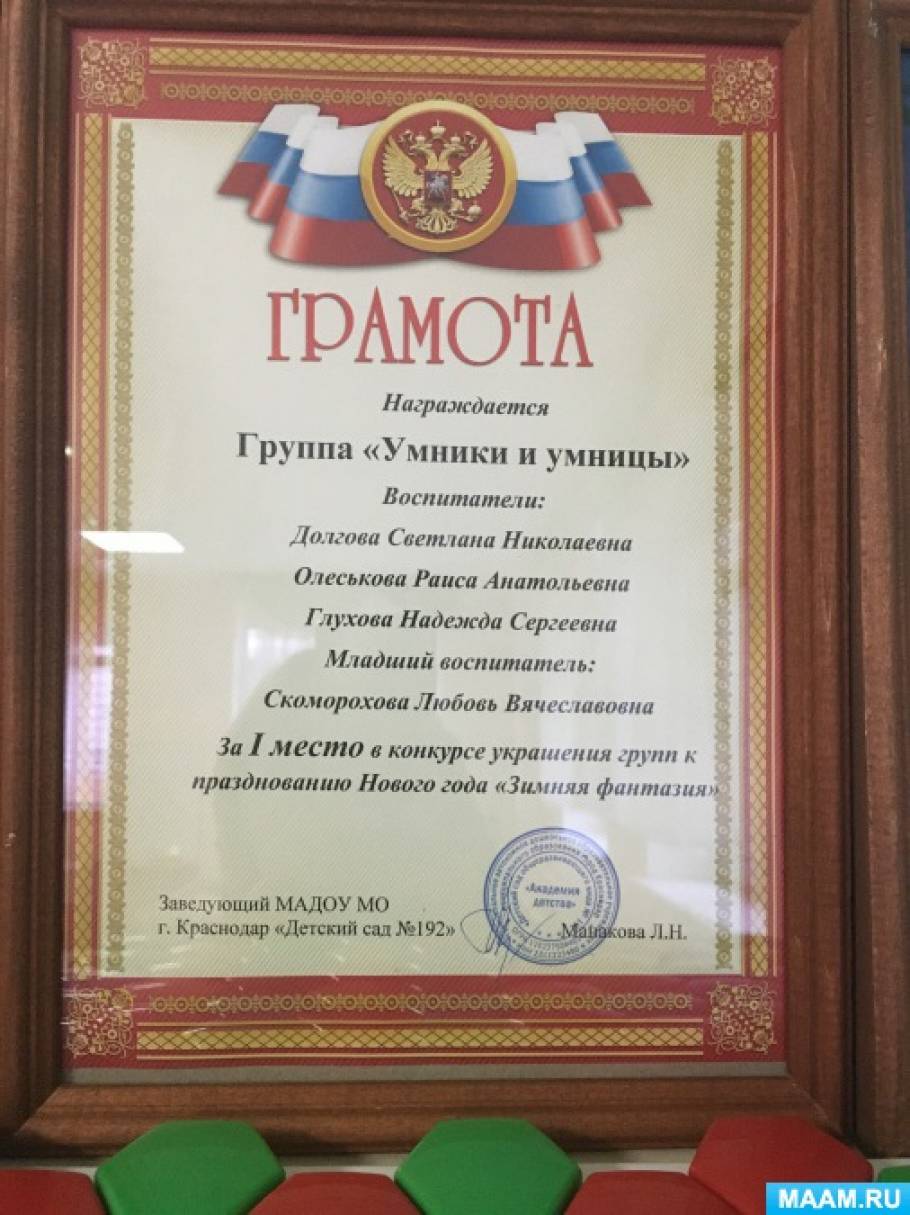 ГРАМОТА
Награждается
Группа «Умники и умницы»
Воспитатели:
Долгова Светлана Николаевна
Олеськова Раиса Анатольевна
Глухова Надежда Сергеевна
Младший воспитатель:
Скоморохова Любовь Вячеславовна
За I место в конкурсе украшения групп к
празднованию Нового года «Зимняя фантазия»
«Академия
детства»
Заведующий МАДОУ МО
г. Краснодар «Детский сад №192»
Манакова Л.Н.
MAAM.RU